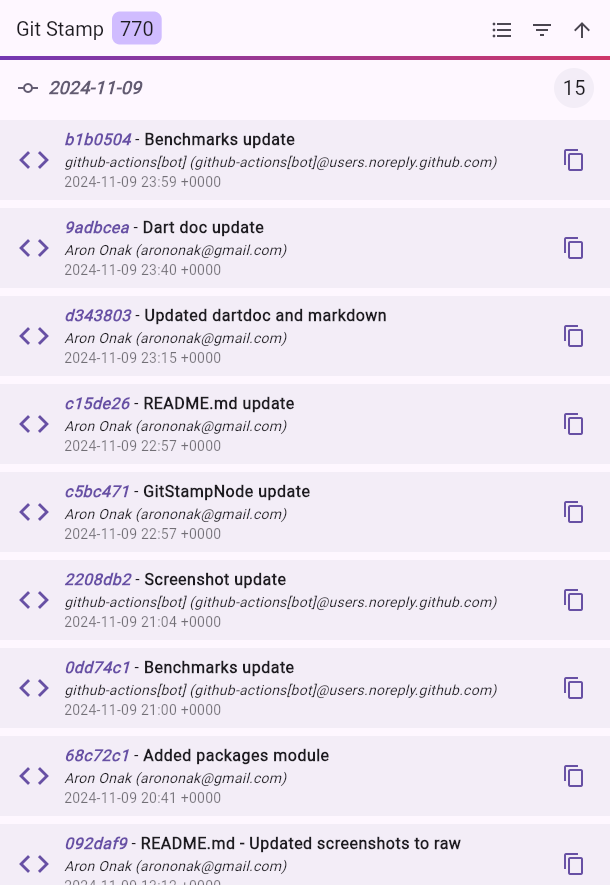 Git Stamp 770
2024-11-09 15
b1b0504 - Benchmarks update
github-actions[bot] (github-actions[bot]@users.noreply.github.com)
2024-11-09 23:59 +0000
9adbcea - Dart doc update
Aron Onak (arononak@gmail.com)
2024-11-09 23:40 +0000
d343803 - Updated dartdoc and markdown
Aron Onak (arononak@gmail.com)
2024-11-09 23:15 +0000
c15de26 - README.md update
Aron Onak (arononak@gmail.com)
2024-11-09 22:57 +0000
c5bc471 - GitStampNode update
Aron Onak (arononak@gmail.com)
2024-11-09 22:57 +0000
2208db2 - Screenshot update
github-actions[bot] (github-actions[bot]@users.noreply.github.com)
2024-11-09 21:04 +0000
0dd74c1 - Benchmarks update
github-actions[bot] (github-actions[bot]@users.noreply.github.com)
2024-11-09 21:00 +0000
68c72c1 - Added packages module
Aron Onak (arononak@gmail.com)
2024-11-09 20:41 +0000
092daf9 - README.md - Updated screenshots to raw
Aron Onak (arononak@gmail.com)